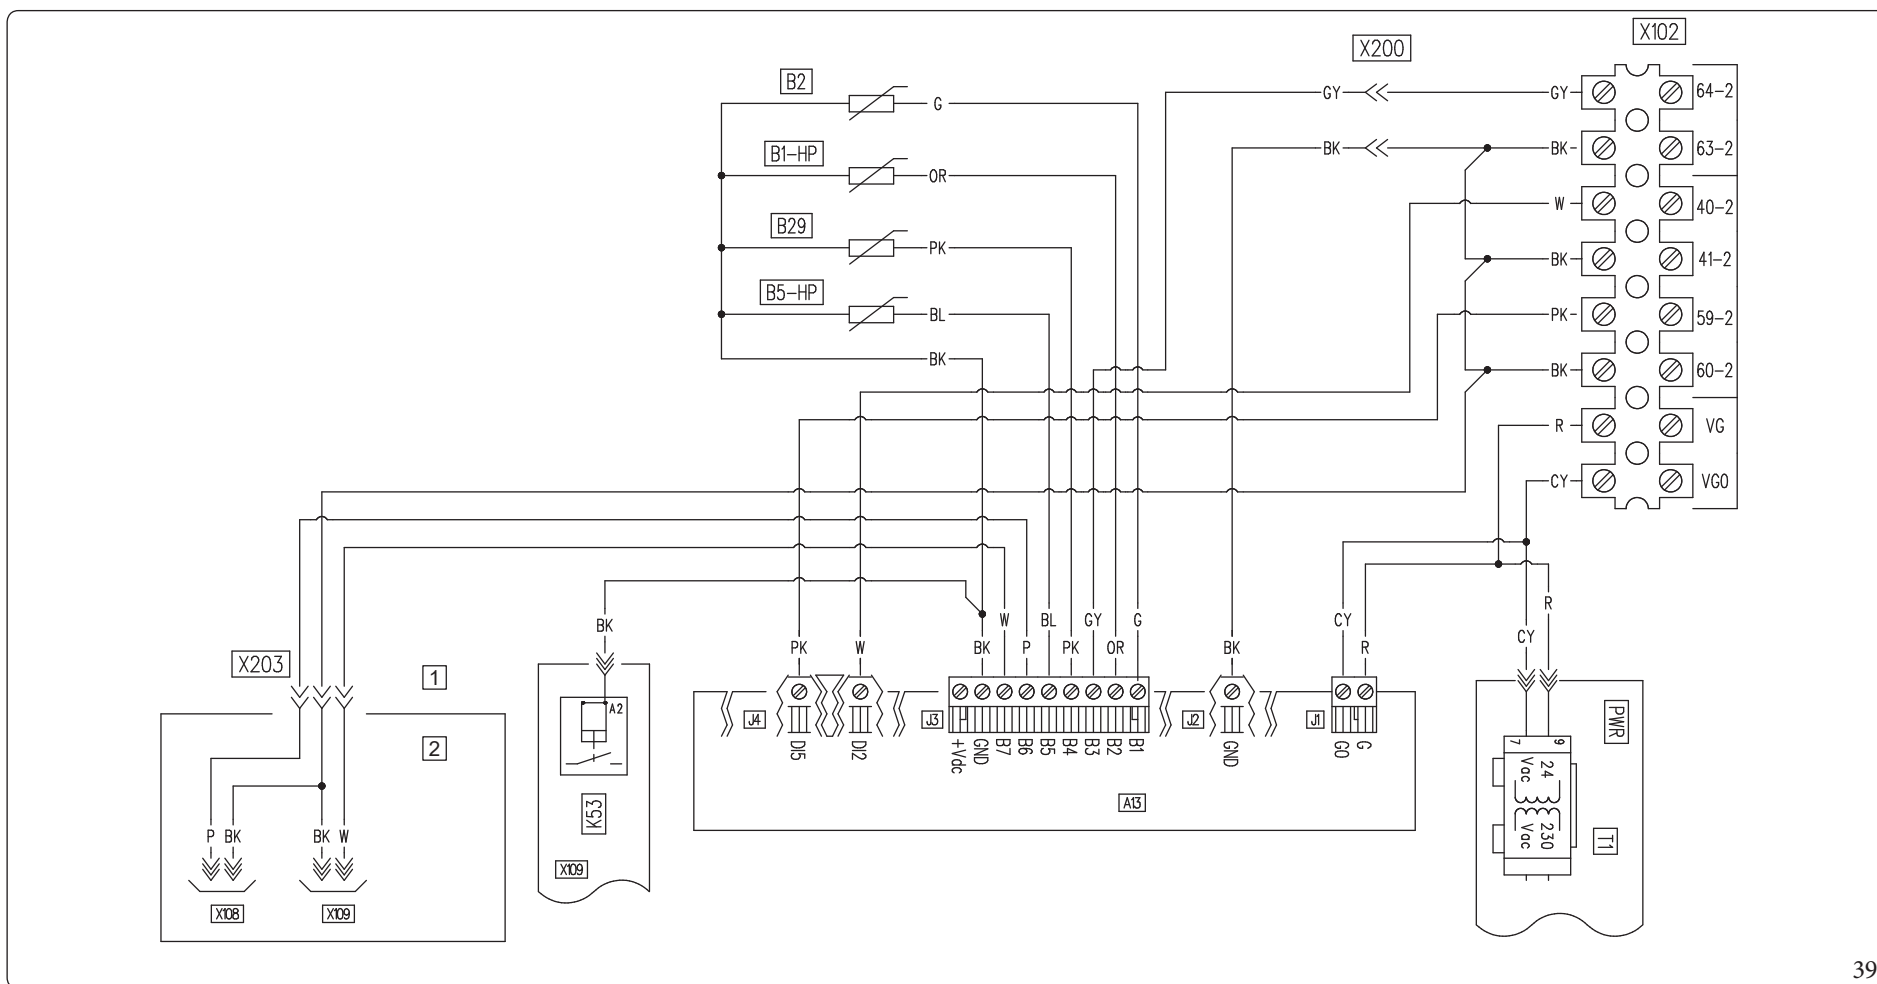 X102
X200
B2
GY
GY
64-2
G
B1-HP
BK
BK
63-2
OR
W
40-2
B29
PK
BK
41-2
B5-HP
BL
PK
59-2
BK
BK
60-2
R
VG
CY
VG0
R
BK
W
BL
GY
G
CY
CY
PK
W
BK
P
PK
OR
BK
R
X203
1
2
A2
K53
X109
J4
DI5
DI2
J3
+Vdc
GND
B7
B6
B5
B4
B3
B2
B1
J2
GND
J1
G0
G
A13
PWR
7
9
24
Vac
230
Vac
T1
P
BK
BK
W
X108
X109
39